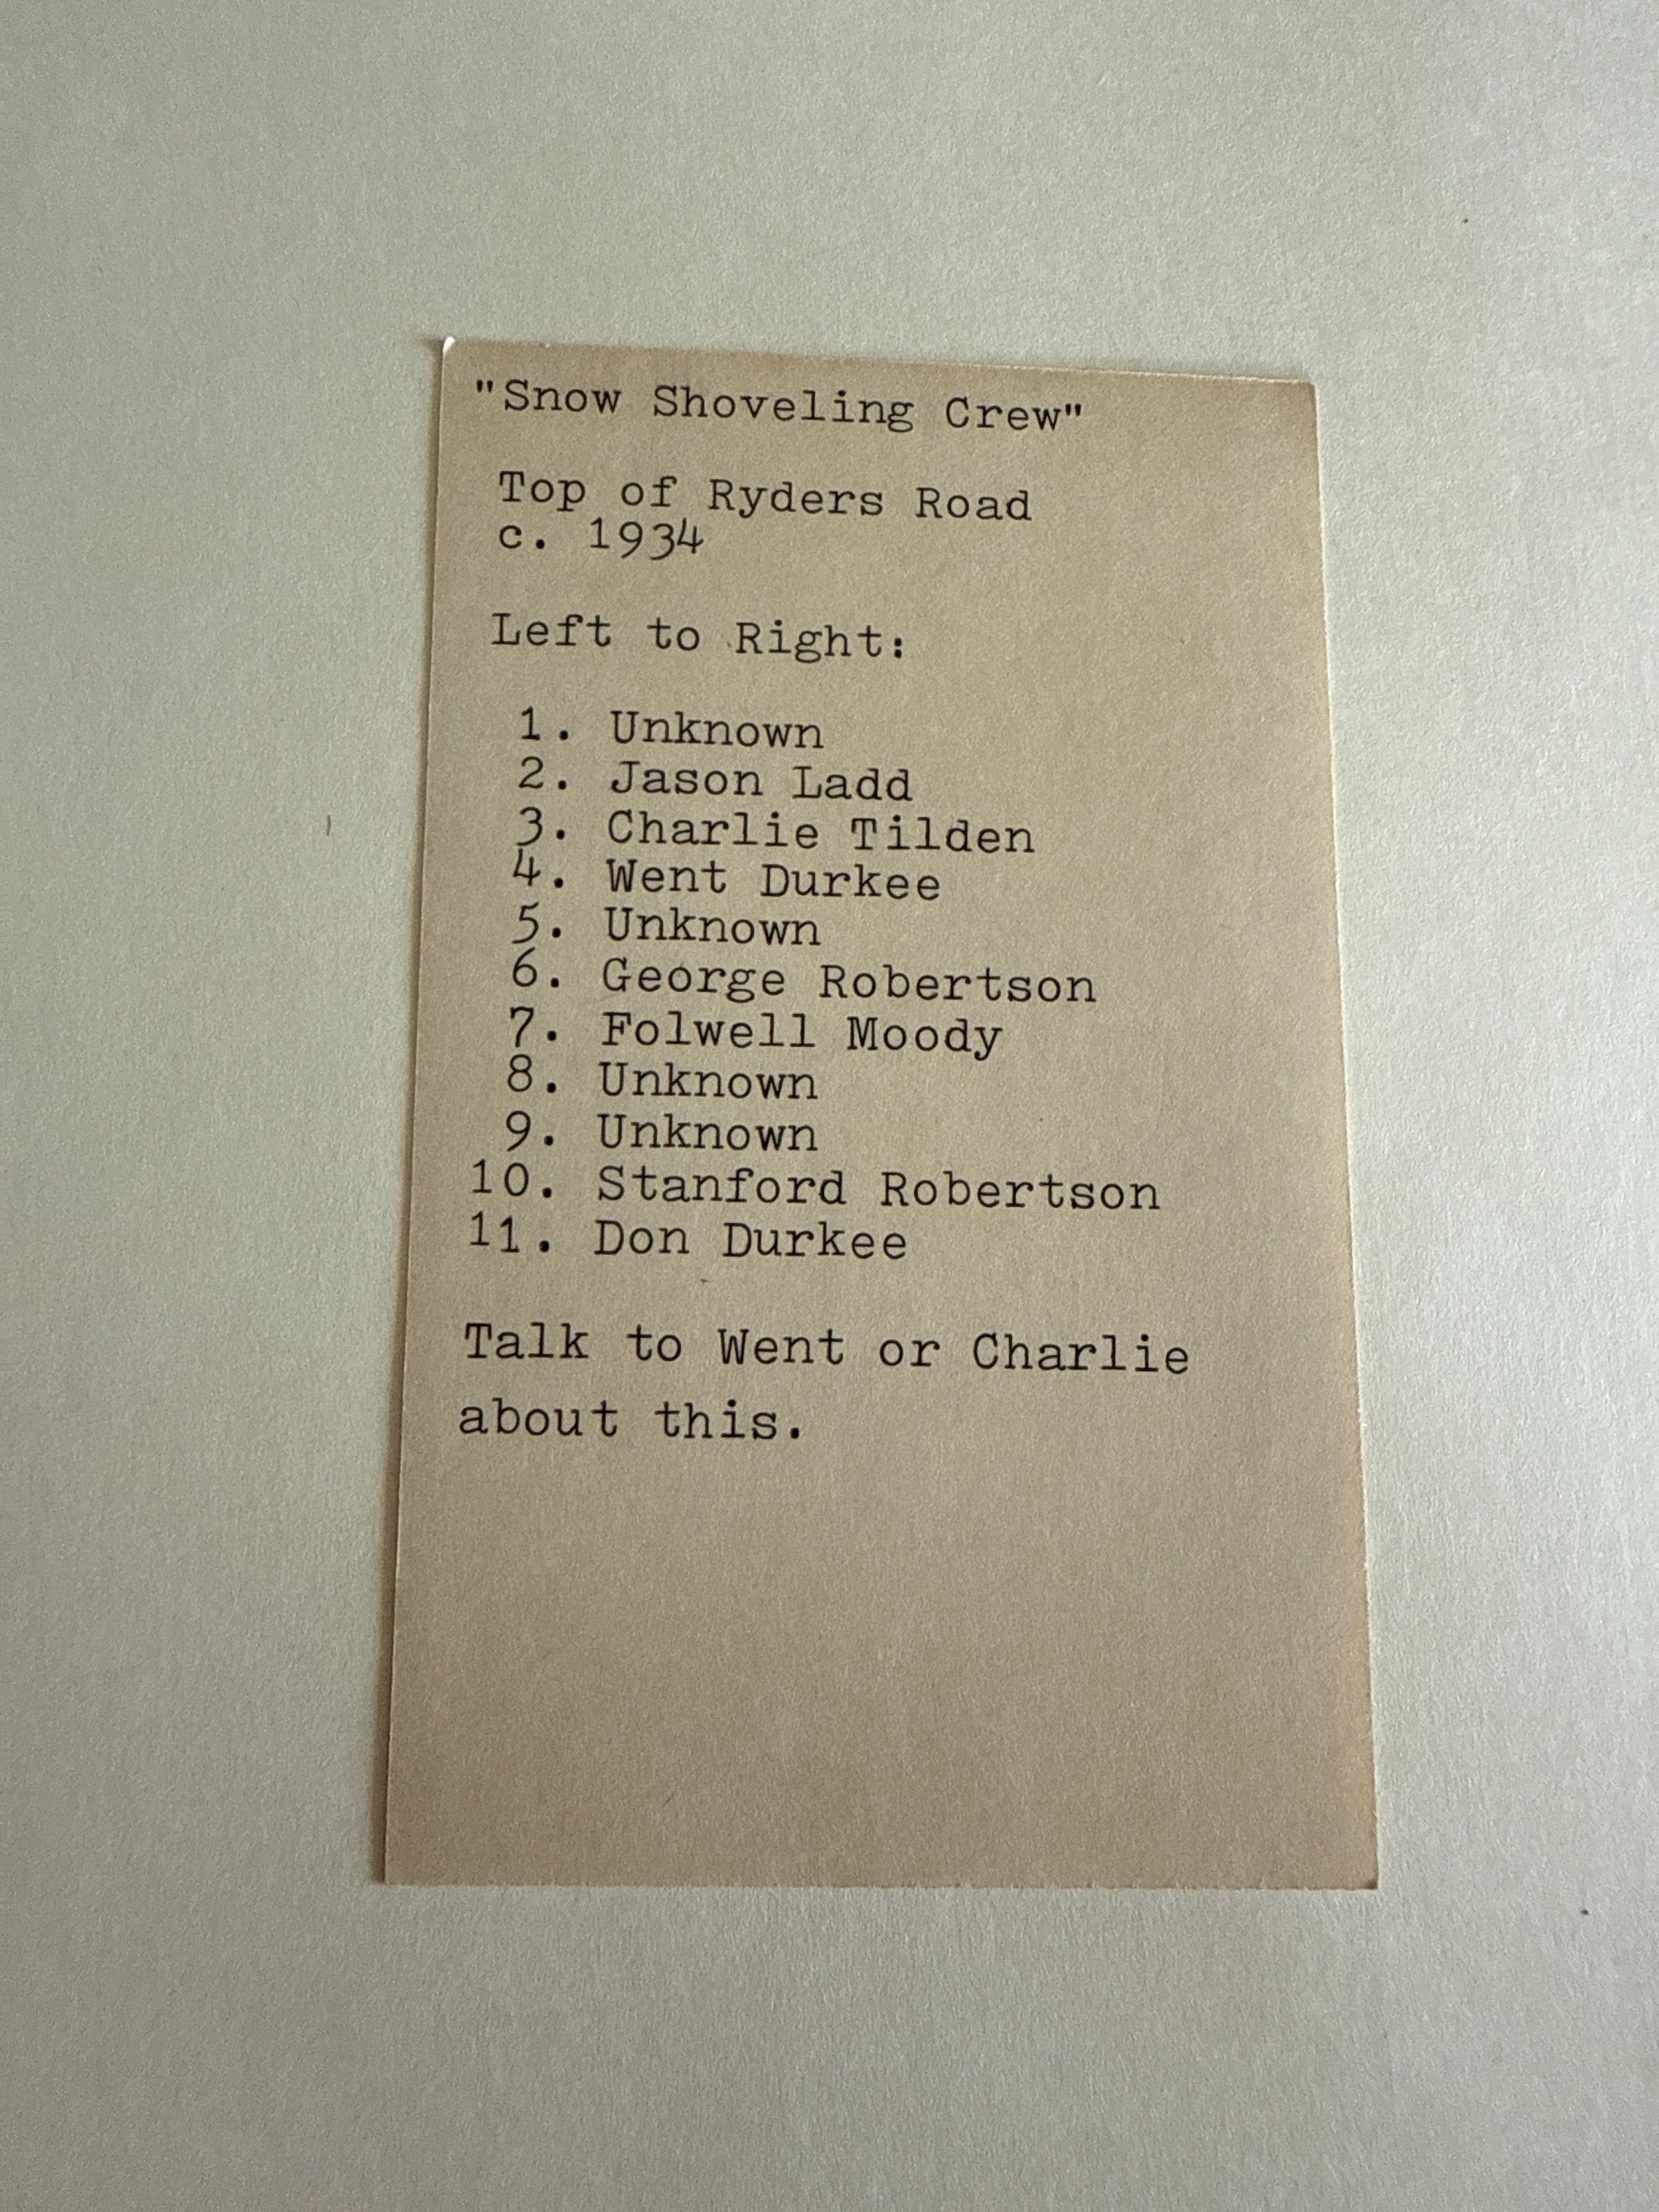 "Snow Shoveling Crew"
Top of Ryders Road
c. 1934
Left to Right:
1. Unknown
2. Jason Ladd
3. Charlie Tilden
4. Went Durkee
5. Unknown
6. George Robertson
7. Folwell Moody
8. Unknown
9. Unknown
10. Stanford Robertson
11. Don Durkee
Talk to Went or Charlie
about this.